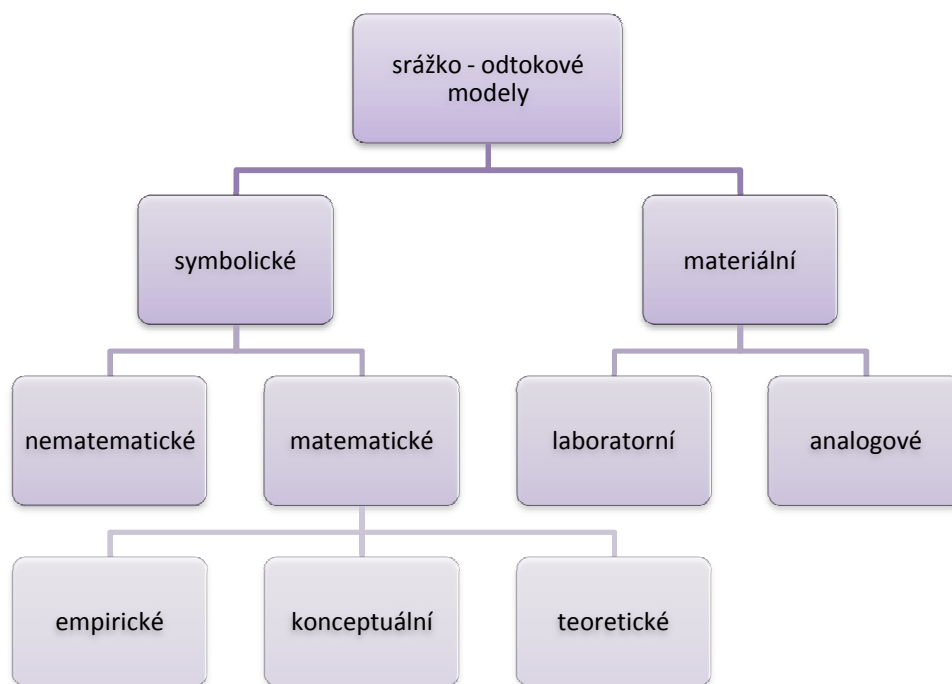 srážko - odtokové
modely
symbolické
materiální
nematematické
matematické
laboratorní
analogové
empirické
konceptuální
teoretické